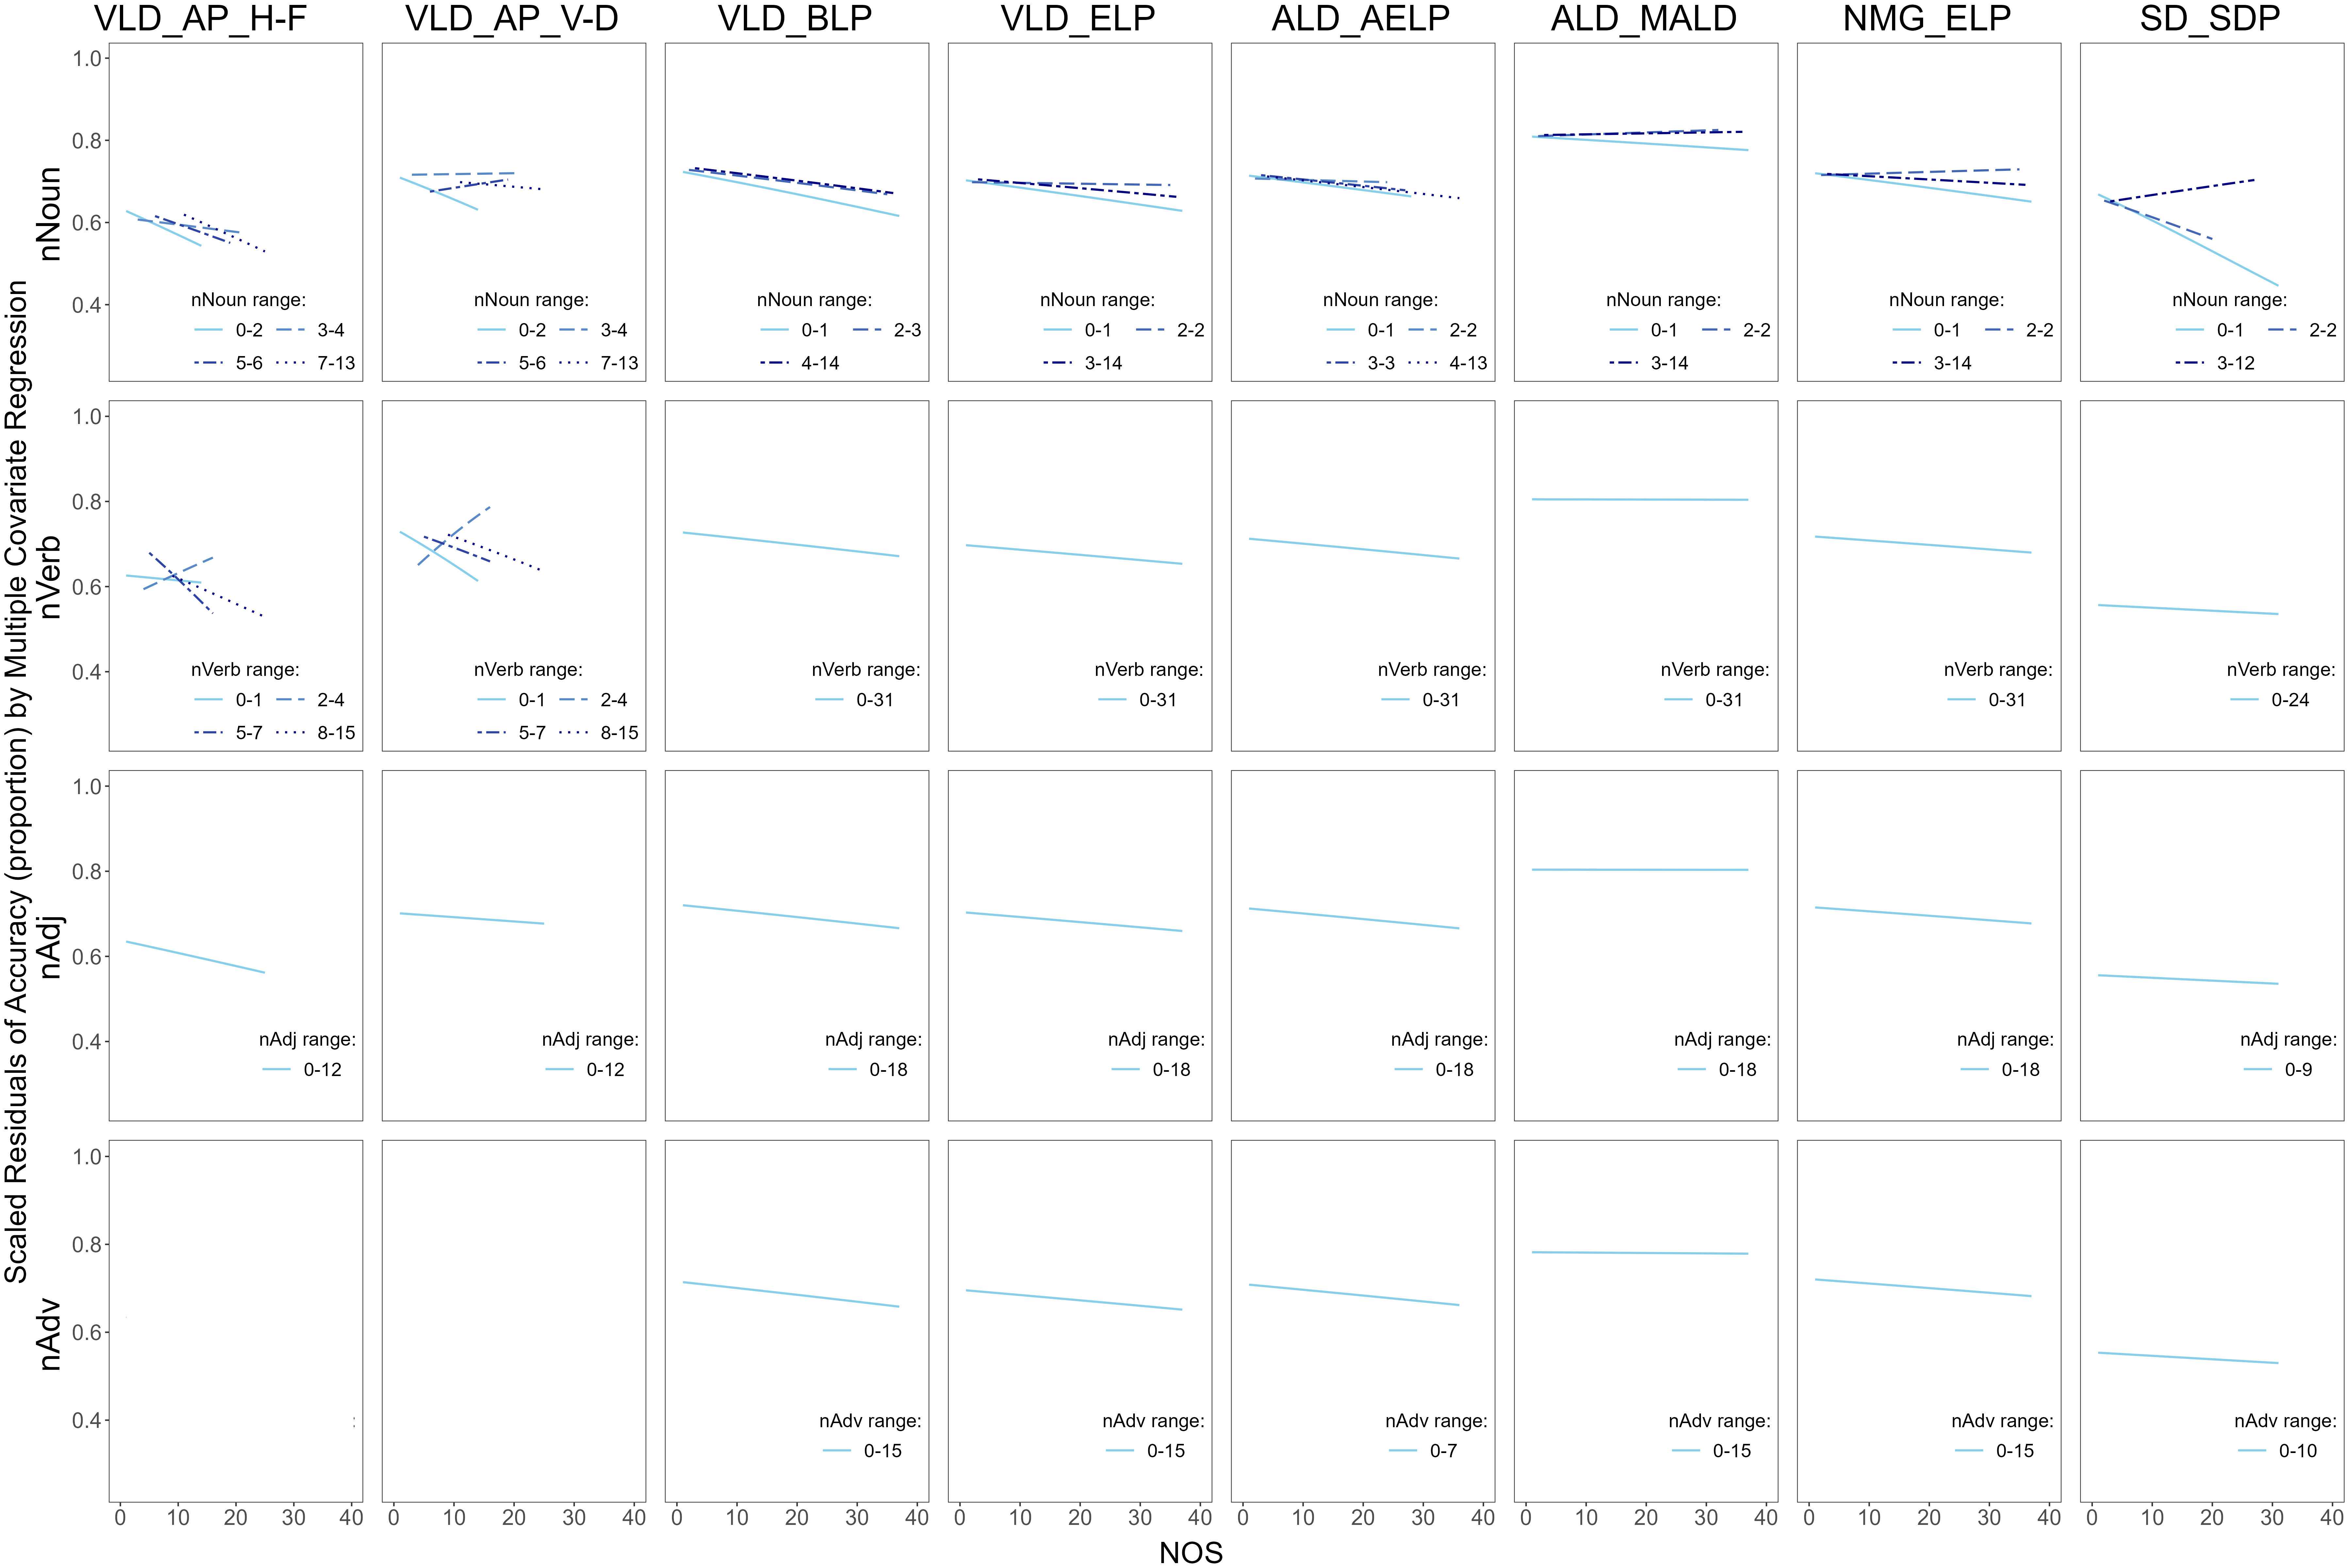 VLD_AP_H-F VLD_AP_V-D VLD_BLP VLD_ELP ALD_AELP ALD_MALD NMG_ELP SD_SDP
Scaled Residuals of Accuracy (proportion) by Multiple Covariate Regression
nNoun
1.0
0.8
0.6
0.4
nNoun range:
0-2 3-4
5-6 7-13
nNoun range:
0-2 3-4
5-6 7-13
nNoun range:
0-1 2-3
4-14
nNoun range:
0-1 2-2
3-14
nNoun range:
0-1 2-2
3-3 4-13
nNoun range:
0-1 2-2
3-14
nNoun range:
0-1 2-2
3-14
nNoun range:
0-1 2-2
3-12
nVerb
1.0
0.8
0.6
0.4
nVerb range:
0-1 2-4
5-7 8-15
nVerb range:
0-1 2-4
5-7 8-15
nVerb range:
0-31
nVerb range:
0-31
nVerb range:
0-31
nVerb range:
0-31
nVerb range:
0-31
nVerb range:
0-24
nAdj
1.0
0.8
0.6
0.4
nAdj range:
0-12
nAdj range:
0-12
nAdj range:
0-18
nAdj range:
0-18
nAdj range:
0-18
nAdj range:
0-18
nAdj range:
0-18
nAdj range:
0-9
nAdv
1.0
0.8
0.6
0.4
nAdv range:
0-15
nAdv range:
0-15
nAdv range:
0-7
nAdv range:
0-15
nAdv range:
0-15
nAdv range:
0-10
0 10 20 30 40 0 10 20 30 40 0 10 20 30 40 0 10 20 30 40 0 10 20 30 40 0 10 20 30 40 0 10 20 30 40 0 10 20 30 40
NOS